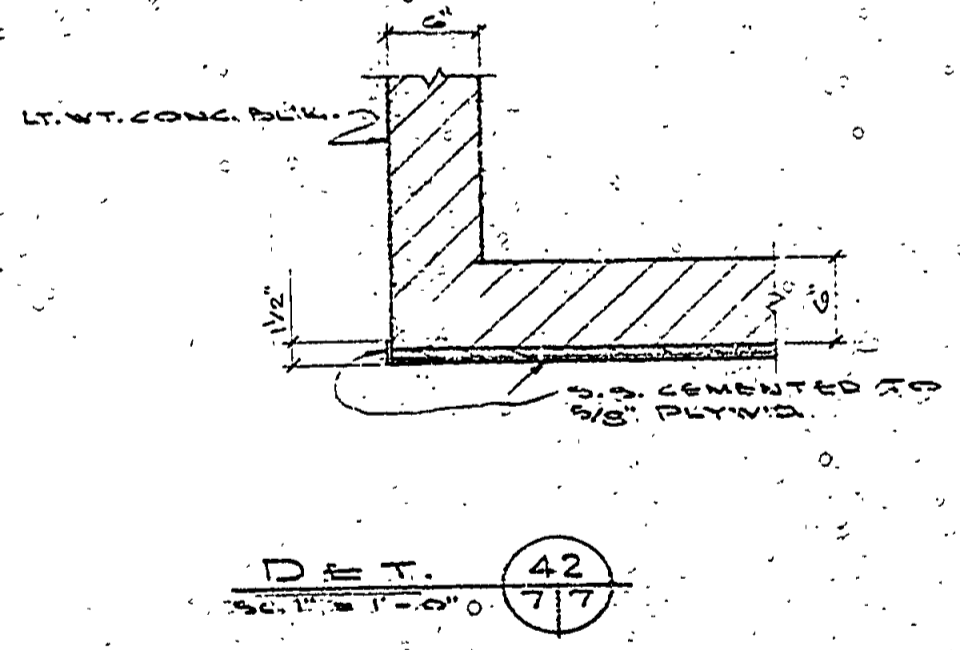 6"
LT. WT. CONC. BLK.
1 1/2"
6"
S.S. CEMENTED TO
5/8" PLYW'D.
DET.
SC. 1" = 1'-0"
42
7 7